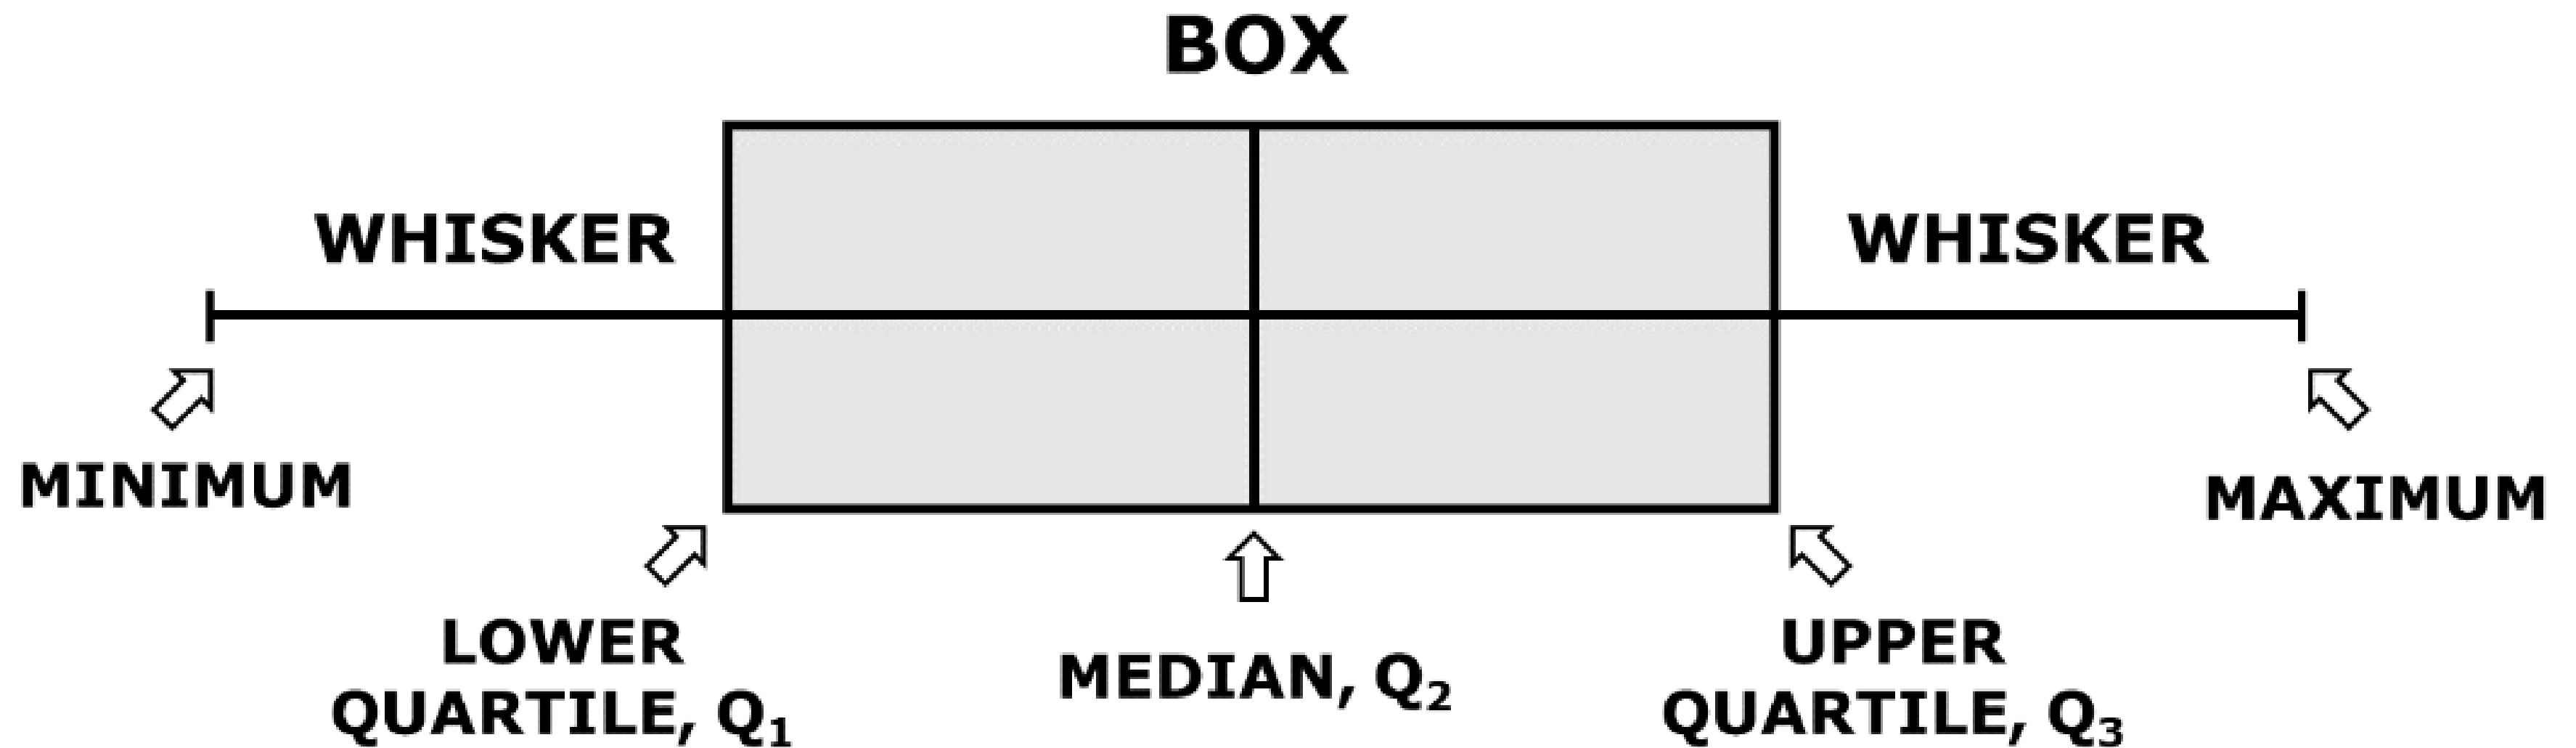 BOX
WHISKER
WHISKER
MINIMUM
MAXIMUM
LOWER
QUARTILE, Q₁
MEDIAN, Q₂
UPPER
QUARTILE, Q₃